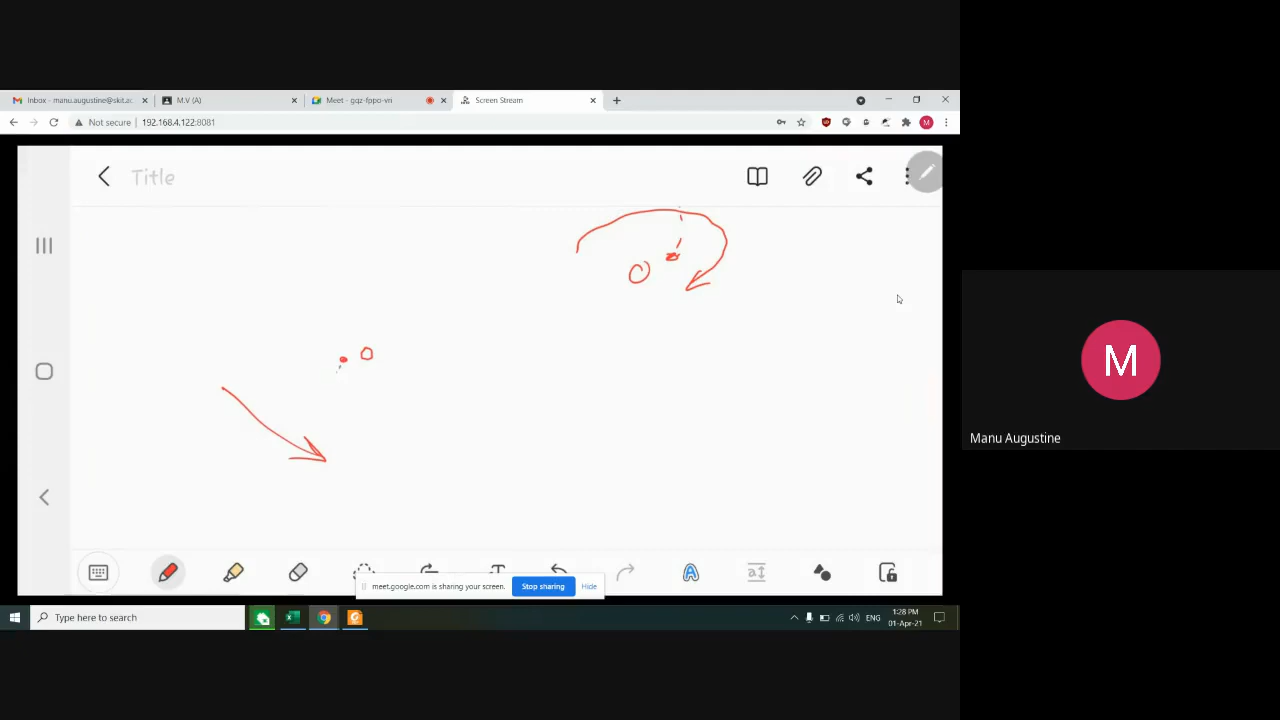 Inbox - manu.augustine@skit.ac.
M.V (A)
Meet - gqz-fppo-vri
Screen Stream
Not secure
192.168.4.122:8081
Title
O
O
meet.google.com is sharing your screen.
Stop sharing
Hide
Type here to search
ENG
1:28 PM
01-Apr-21
M
Manu Augustine